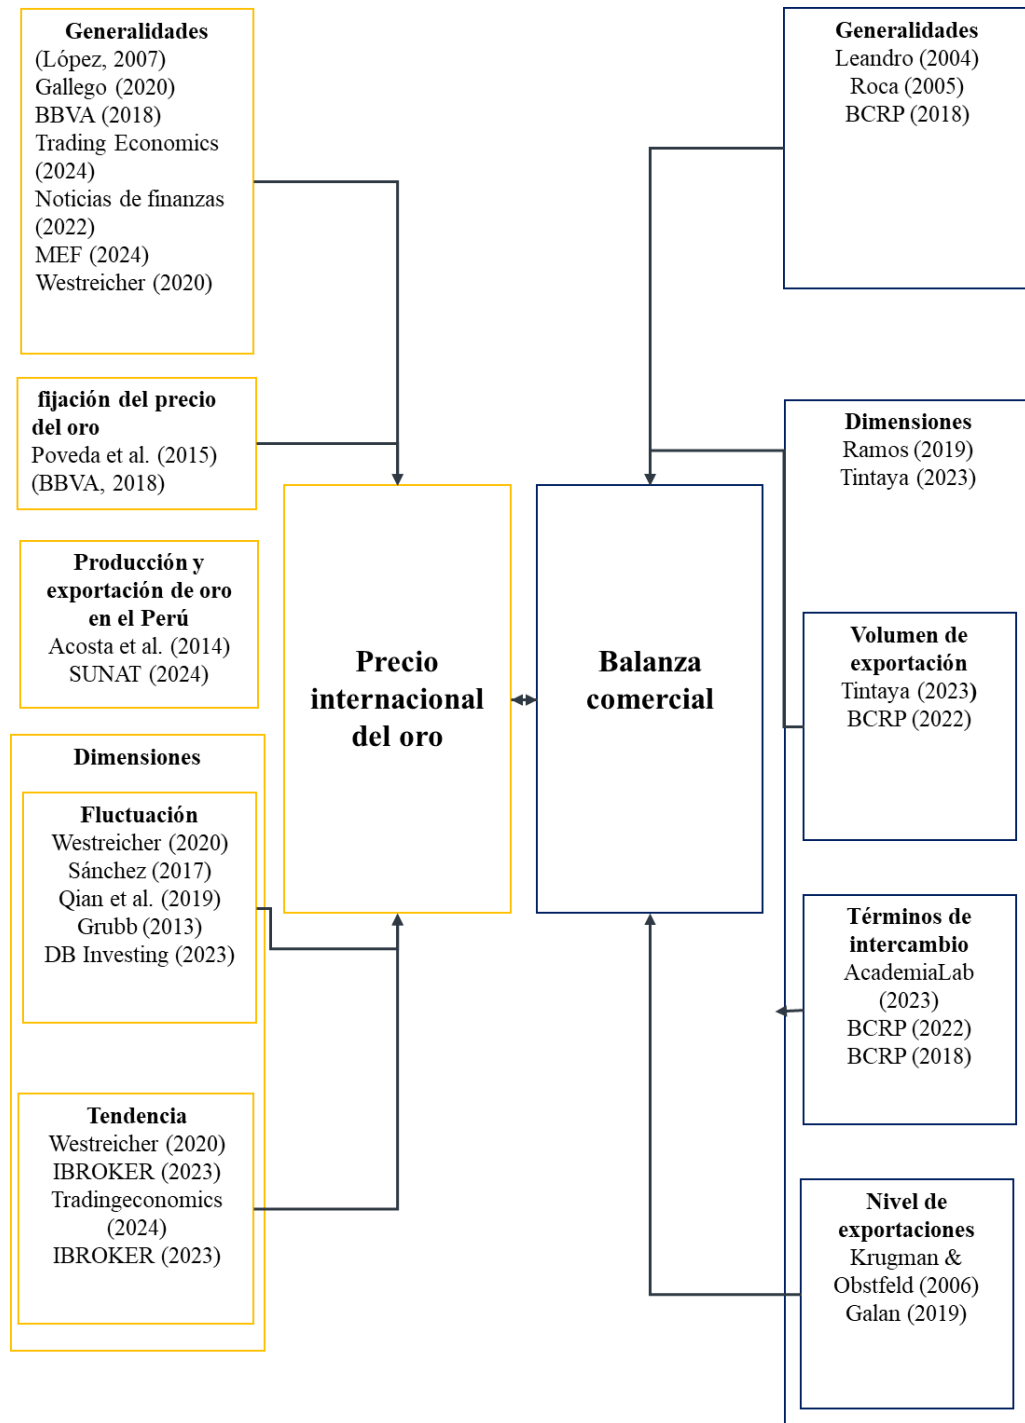 Generalidades
(López, 2007)
Gallego (2020)
BBVA (2018)
Trading Economics
(2024)
Noticias de finanzas
(2022)
MEF (2024)
Westreicher (2020)
fijación del precio
del oro
Poveda et al. (2015)
(BBVA, 2018)
Producción y
exportación de oro
en el Perú
Acosta et al. (2014)
SUNAT (2024)
Dimensiones
Fluctuación
Westreicher (2020)
Sánchez (2017)
Qian et al. (2019)
Grubb (2013)
DB Investing (2023)
Tendencia
Westreicher (2020)
IBROKER (2023)
Tradingeconomics
(2024)
IBROKER (2023)
Precio
internacional
del oro
Balanza
comercial
Generalidades
Leandro (2004)
Roca (2005)
BCRP (2018)
Dimensiones
Ramos (2019)
Tintaya (2023)
Volumen de
exportación
Tintaya (2023)
BCRP (2022)
Términos de
intercambio
AcademiaLab
(2023)
BCRP (2022)
BCRP (2018)
Nivel de
exportaciones
Krugman &
Obstfeld (2006)
Galan (2019)